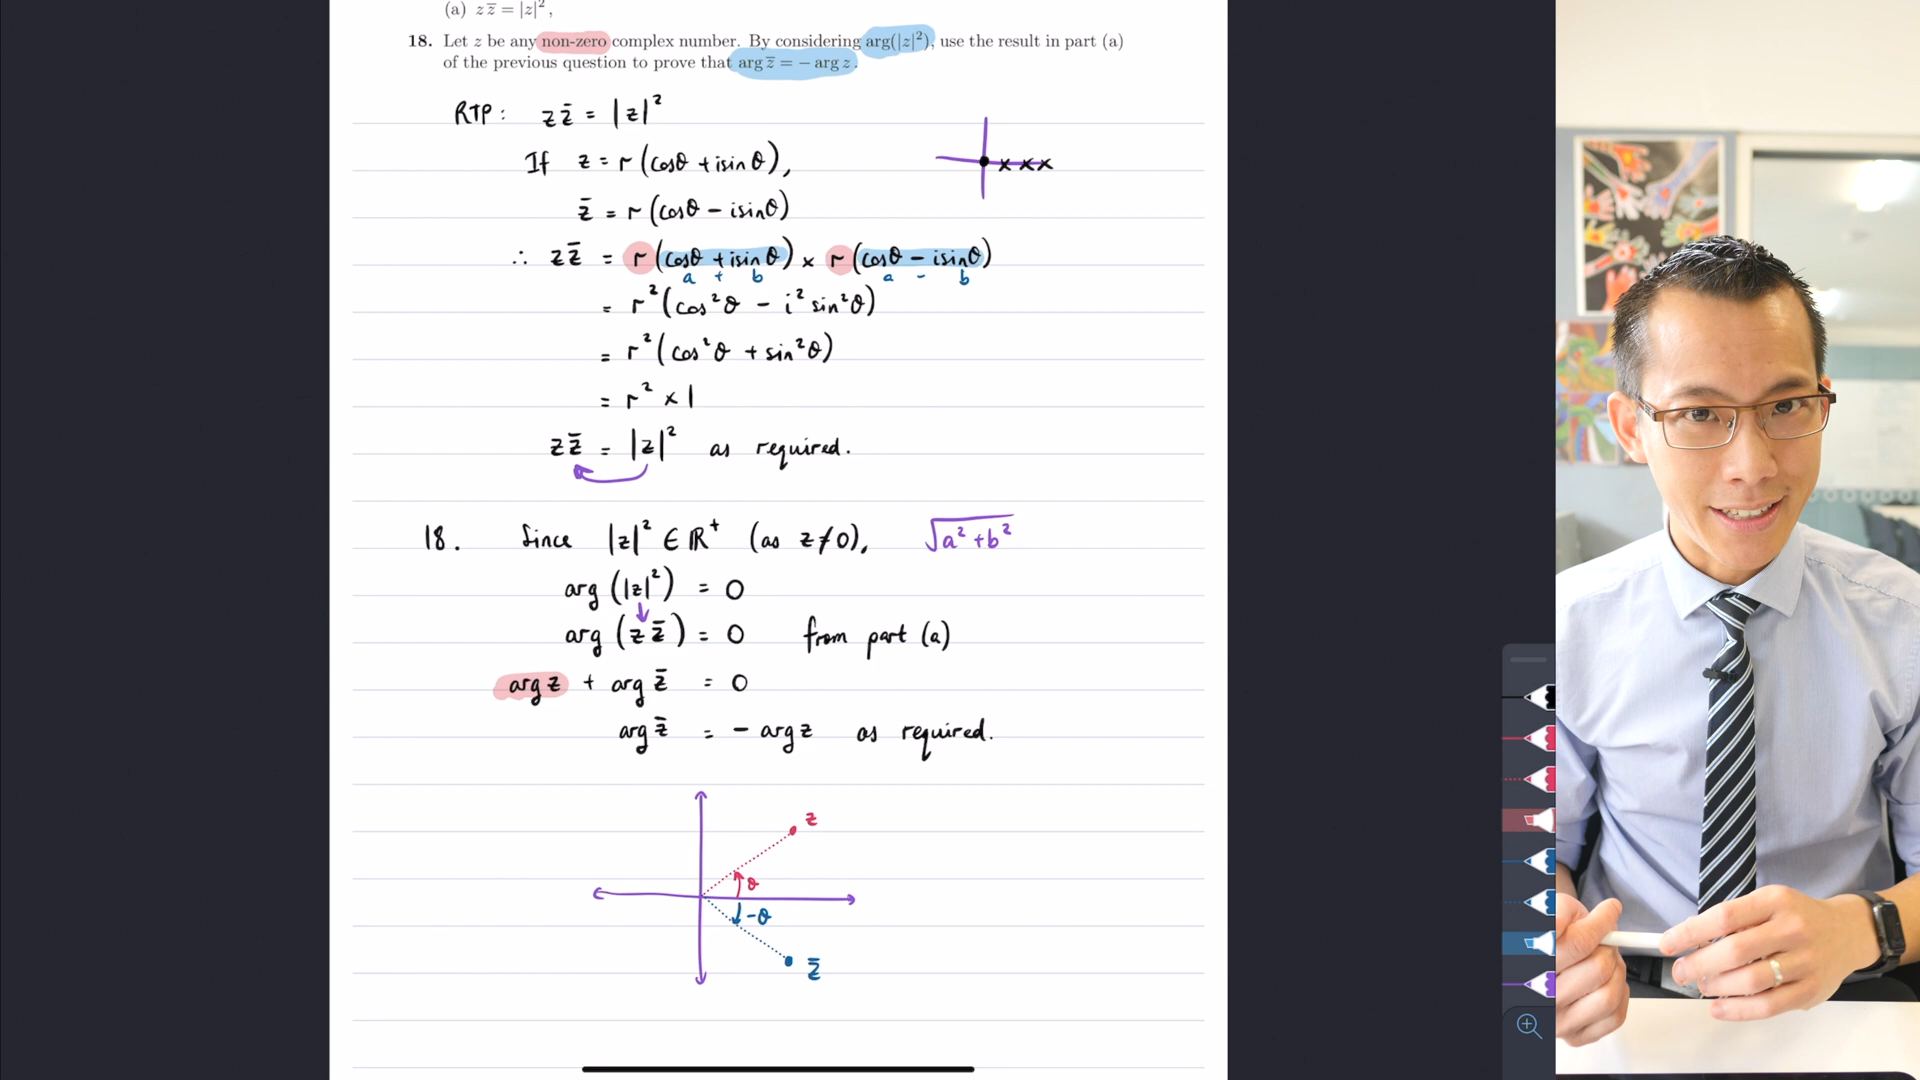 (a) z z̄ = |z|²,
18. Let z be any non-zero complex number. By considering arg(|z|²), use the result in part (a)
of the previous question to prove that arg z̄ = − arg z.
RTP: z z̄ = |z|²
If z = r(cosθ + isinθ),
z̄ = r(cosθ − isinθ)
∴ z z̄ = r(cosθ + isinθ) × r(cosθ − isinθ)
a + b a − b
= r²(cos²θ − i²sin²θ)
= r²(cos²θ + sin²θ)
= r² × 1
z z̄ = |z|² as required.
18. Since |z|² ∈ ℝ⁺ (as z ≠ 0), √a² + b²
arg (|z|²) = 0
arg (z z̄) = 0 from part (a)
arg z + arg z̄ = 0
arg z̄ = − arg z as required.
z
θ
−θ
z̄